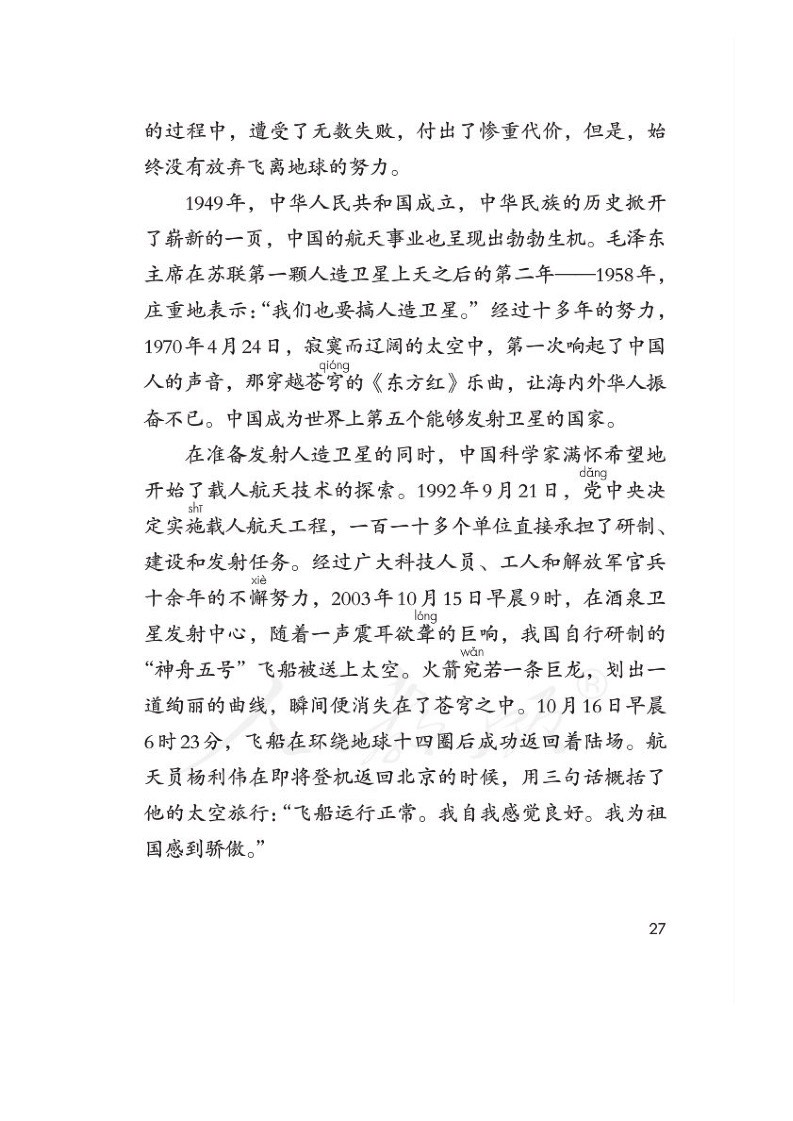 的过程中，遭受了无数失败，付出了惨重代价，但是，始
终没有放弃飞离地球的努力。
1949年，中华人民共和国成立，中华民族的历史掀开
了崭新的一页，中国的航天事业也呈现出勃勃生机。毛泽东
主席在苏联第一颗人造卫星上天之后的第二年——1958年，
庄重地表示：“我们也要搞人造卫星。”经过十多年的努力，
1970年4月24日，寂寞而辽阔的太空中，第一次响起了中国
qióng
人的声音，那穿越苍穹的《东方红》乐曲，让海内外华人振
奋不已。中国成为世界上第五个能够发射卫星的国家。
在准备发射人造卫星的同时，中国科学家满怀希望地
dǎng
开始了载人航天技术的探索。1992年9月21日，党中央决
shī
定实施载人航天工程，一百一十多个单位直接承担了研制、
建设和发射任务。经过广大科技人员、工人和解放军官兵
xiè
十余年的不懈努力，2003年10月15日早晨9时，在酒泉卫
lóng
星发射中心，随着一声震耳欲聋的巨响，我国自行研制的
wǎn
“神舟五号”飞船被送上太空。火箭宛若一条巨龙，划出一
道绚丽的曲线，瞬间便消失在了苍穹之中。10月16日早晨
6时23分，飞船在环绕地球十四圈后成功返回着陆场。航
天员杨利伟在即将登机返回北京的时候，用三句话概括了
他的太空旅行：“飞船运行正常。我自我感觉良好。我为祖
国感到骄傲。”
人教版®
27